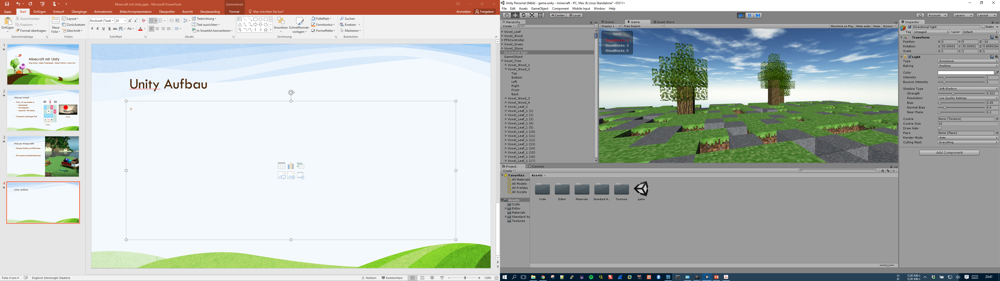 Minecraft mit Unity.pptx - Microsoft PowerPoint
Zeichentools
Datei Start Einfügen Entwurf Übergänge Animationen Bildschirmpräsentation Überprüfen Ansicht Storyboarding Format Was möchten Sie tun? Anmelden Freigeben
Einfügen
Ausschneiden
Kopieren
Format übertragen
Zwischenablage
Neue Folie
Layout
Zurücksetzen
Abschnitt
Folien
Rockwell (Text 24
F K U S abc AV Aa A
Schriftart
Textrichtung
Text ausrichten
In SmartArt konvertieren
Absatz
Anordnen
Schnellformat-
vorlagen
Fülleffekt
Formkontur
Formeffekte
Zeichnung
Suchen
Ersetzen
Markieren
Bearbeiten
1
Minecraft mit Unity
2
Warum Unity?
Grosses & mächtiges Tool
3
Warum Minecraft?
Simpler Aufbau mit Klötzchen
Erwarteten schnelle Resultate
4
Unity Aufbau
Unity Aufbau
Folie 4 von 4 Englisch (Vereinigte Staaten) Notizen Kommentare 120%
Unity Personal (64bit) - game.unity - minecraft - PC, Mac & Linux Standalone* <DX11>
File Edit Assets GameObject Component Mobile Input Window Help
Center Local Account Layers Layout
Hierarchy
Create All
Voxel_Leaf
Voxel_Wood
FPSController
Voxel_Grass
Voxel_Stone
Directional light
GameObject
Voxel_Tree
Voxel_Wood_1
Voxel_Wood_2
Top
Bottom
Left
Right
Front
Back
Voxel_Wood_3
Voxel_Wood_4
Voxel_Leaf_1
Voxel_Leaf_1 (1)
Voxel_Leaf_1 (2)
Voxel_Leaf_1 (3)
Voxel_Leaf_1 (4)
Voxel_Leaf_1 (5)
Voxel_Leaf_1 (10)
Voxel_Leaf_1 (11)
Voxel_Leaf_1 (12)
Voxel_Leaf_1 (13)
Voxel_Leaf_1 (14)
Voxel_Leaf_1 (15)
Voxel_Leaf_1 (16)
Voxel_Leaf_1 (17)
Scene Game Asset Store
Display 1 Free Aspect Maximize on Play Mute audio Stats Gizmos
Items
StoneBlocks: 0
WoodBlocks: 0
Inspector
Directional light Static
Tag Untagged Layer Default
Transform
Position X 0 Y 5 Z -10
Rotation X 30.00001 Y 30.00001 Z 9.858528e
Scale X 1 Y 1 Z 1
Light
Type Directional
Baking Realtime
Color
Intensity 1
Bounce Intensity 1
Shadow Type Soft Shadows
Strength 0.321
Resolution Use Quality Settings
Bias 0.05
Normal Bias 0.4
Near Plane 0.2
Cookie None (Texture)
Cookie Size 10
Draw Halo
Flare None (Flare)
Render Mode Auto
Culling Mask Everything
Add Component
Project Console
Create
Favorites
All Materials
All Models
All Prefabs
All Scripts
Assets
Code
Editor
Materials
Standard As
Textures
Assets
Code Editor Materials Standard A... Textures game
U: 0,00 KiB/s
D: 0,00 KiB/s
23:41